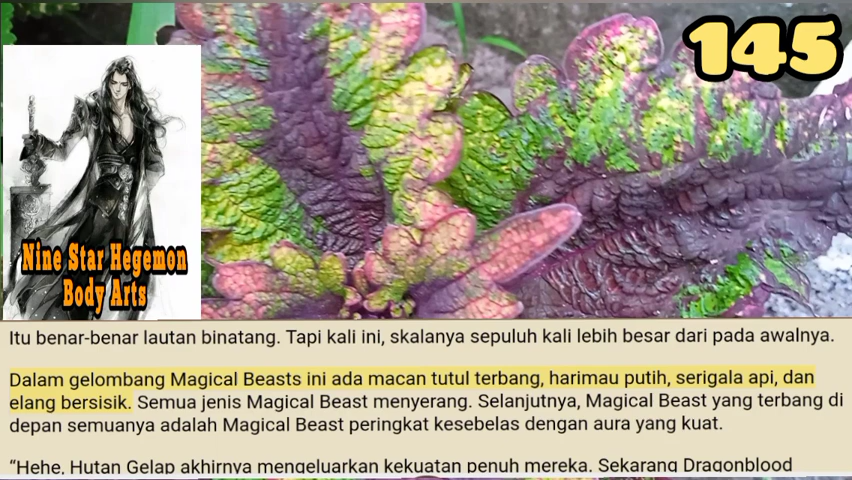 145
Nine Star Hegemon
Body Arts
Itu benar-benar lautan binatang. Tapi kali ini, skalanya sepuluh kali lebih besar dari pada awalnya.
Dalam gelombang Magical Beasts ini ada macan tutul terbang, harimau putih, serigala api, dan
elang bersisik. Semua jenis Magical Beast menyerang. Selanjutnya, Magical Beast yang terbang di
depan semuanya adalah Magical Beast peringkat kesebelas dengan aura yang kuat.
“Hehe, Hutan Gelap akhirnya mengeluarkan kekuatan penuh mereka. Sekarang Dragonblood